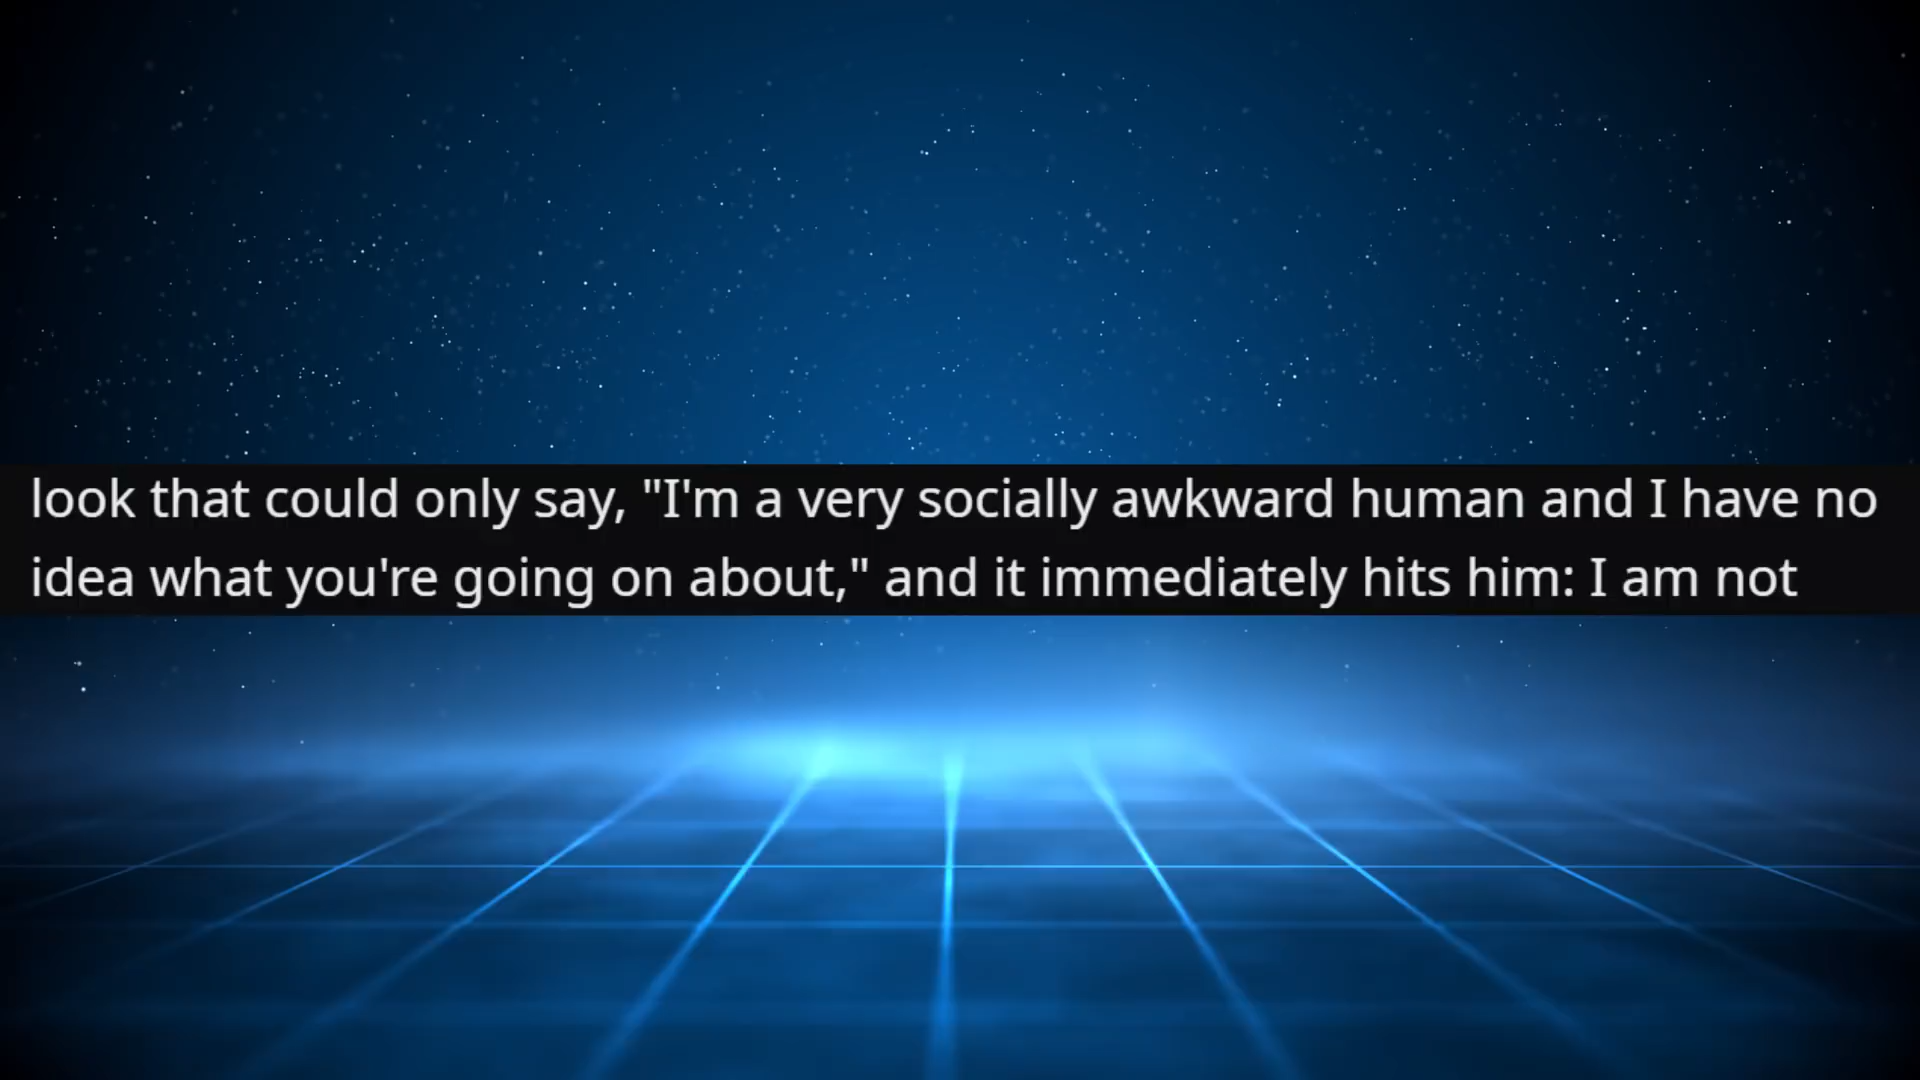 look that could only say, "I'm a very socially awkward human and I have no
idea what you're going on about," and it immediately hits him: I am not